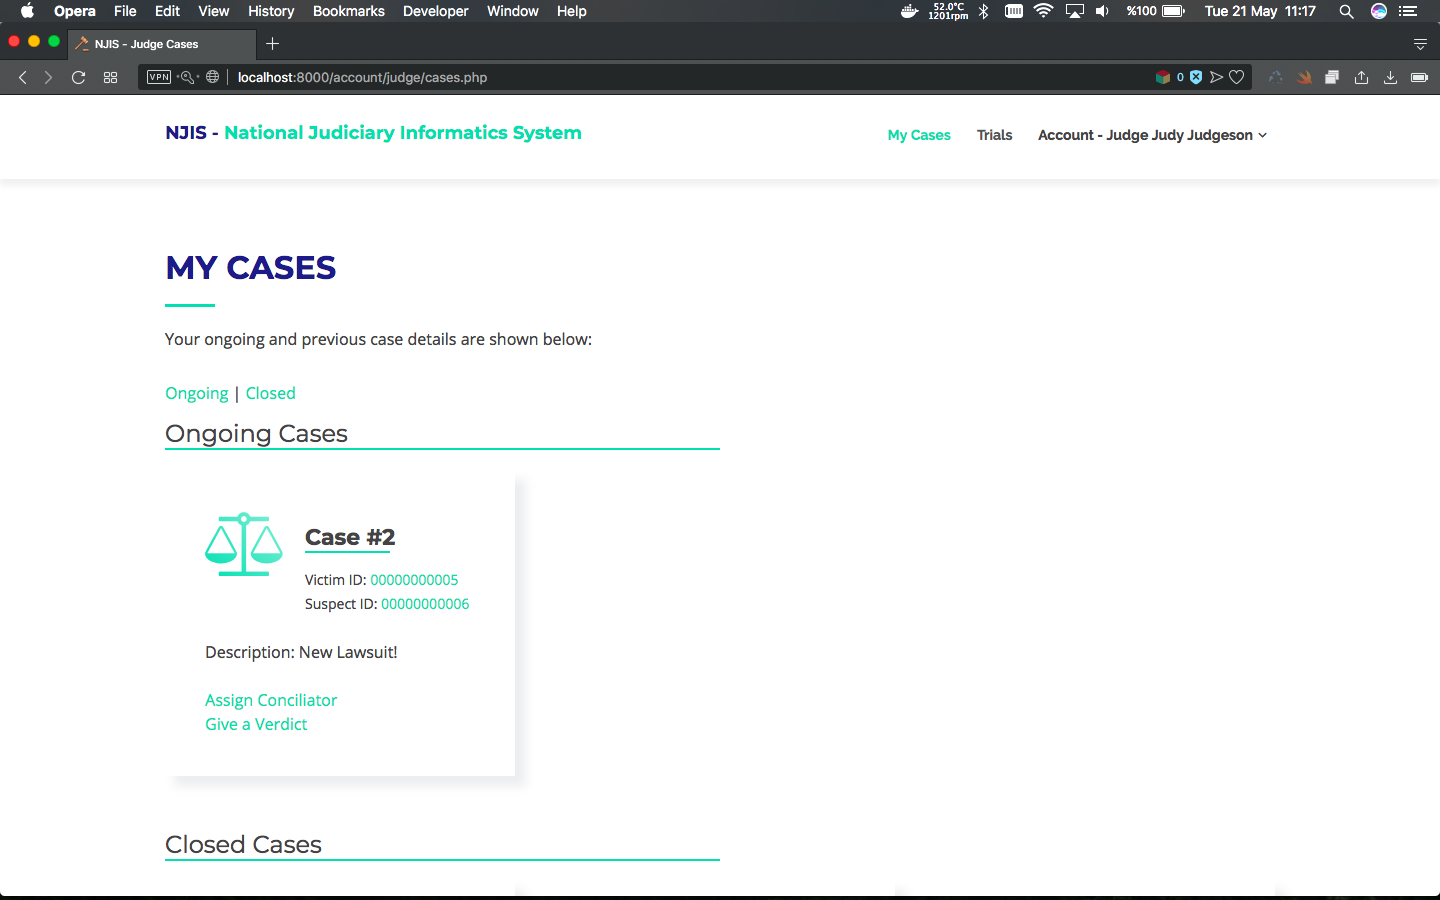 Opera File Edit View History Bookmarks Developer Window Help 52.0°C 1201rpm %100 Tue 21 May 11:17
NJIS - Judge Cases
VPN localhost:8000/account/judge/cases.php 0
NJIS - National Judiciary Informatics System My Cases Trials Account - Judge Judy Judgeson
MY CASES
Your ongoing and previous case details are shown below:
Ongoing | Closed
Ongoing Cases
Case #2
Victim ID: 00000000005
Suspect ID: 00000000006
Description: New Lawsuit!
Assign Conciliator
Give a Verdict
Closed Cases